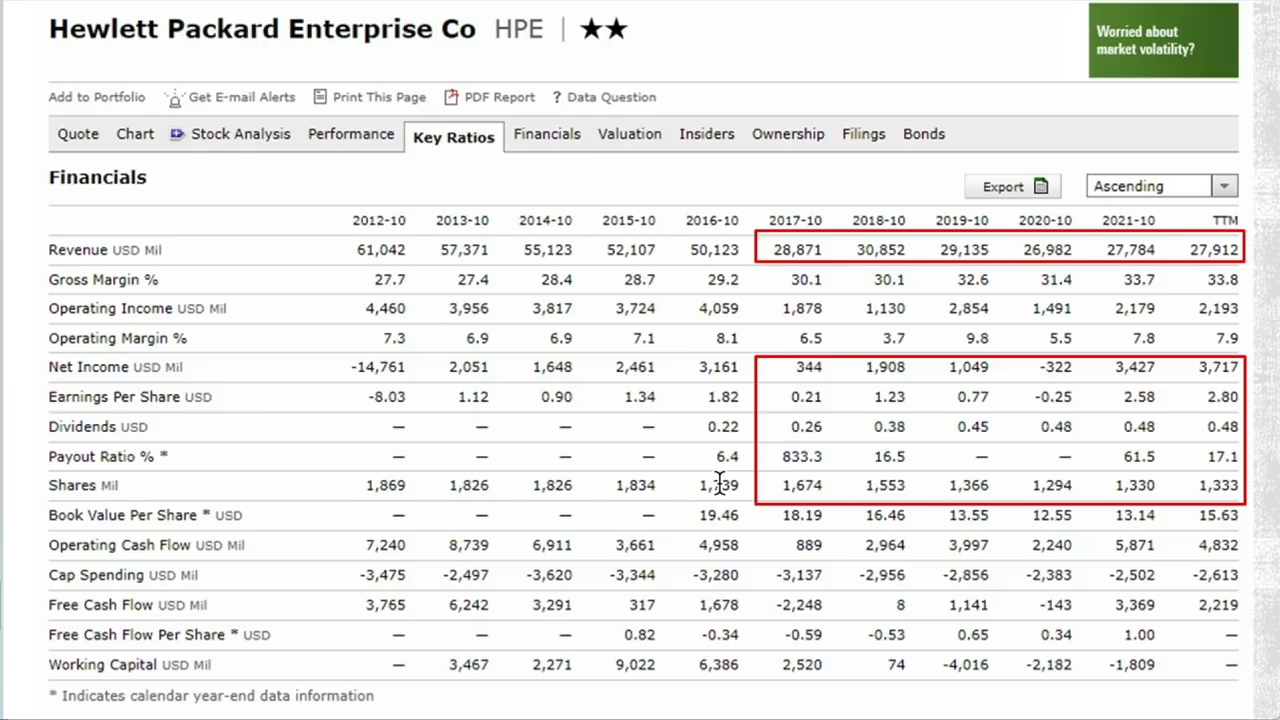 Hewlett Packard Enterprise Co HPE | ★★
Worried about
market volatility?
Add to Portfolio Get E-mail Alerts Print This Page PDF Report ? Data Question
Quote Chart Stock Analysis Performance Key Ratios Financials Valuation Insiders Ownership Filings Bonds
Financials
Export Ascending
2012-10 2013-10 2014-10 2015-10 2016-10 2017-10 2018-10 2019-10 2020-10 2021-10 TTM
Revenue USD Mil 61,042 57,371 55,123 52,107 50,123 28,871 30,852 29,135 26,982 27,784 27,912
Gross Margin % 27.7 27.4 28.4 28.7 29.2 30.1 30.1 32.6 31.4 33.7 33.8
Operating Income USD Mil 4,460 3,956 3,817 3,724 4,059 1,878 1,130 2,854 1,491 2,179 2,193
Operating Margin % 7.3 6.9 6.9 7.1 8.1 6.5 3.7 9.8 5.5 7.8 7.9
Net Income USD Mil -14,761 2,051 1,648 2,461 3,161 344 1,908 1,049 -322 3,427 3,717
Earnings Per Share USD -8.03 1.12 0.90 1.34 1.82 0.21 1.23 0.77 -0.25 2.58 2.80
Dividends USD — — — — 0.22 0.26 0.38 0.45 0.48 0.48 0.48
Payout Ratio % * — — — — 6.4 833.3 16.5 — — 61.5 17.1
Shares Mil 1,869 1,826 1,826 1,834 1,674 1,553 1,366 1,294 1,330 1,333
Book Value Per Share * USD — — — — 19.46 18.19 16.46 13.55 12.55 13.14 15.63
Operating Cash Flow USD Mil 7,240 8,739 6,911 3,661 4,958 889 2,964 3,997 2,240 5,871 4,832
Cap Spending USD Mil -3,475 -2,497 -3,620 -3,344 -3,280 -3,137 -2,956 -2,856 -2,383 -2,502 -2,613
Free Cash Flow USD Mil 3,765 6,242 3,291 317 1,678 -2,248 8 1,141 -143 3,369 2,219
Free Cash Flow Per Share * USD — — — 0.82 -0.34 -0.59 -0.53 0.65 0.34 1.00 —
Working Capital USD Mil — 3,467 2,271 9,022 6,386 2,520 74 -4,016 -2,182 -1,809 —
* Indicates calendar year-end data information